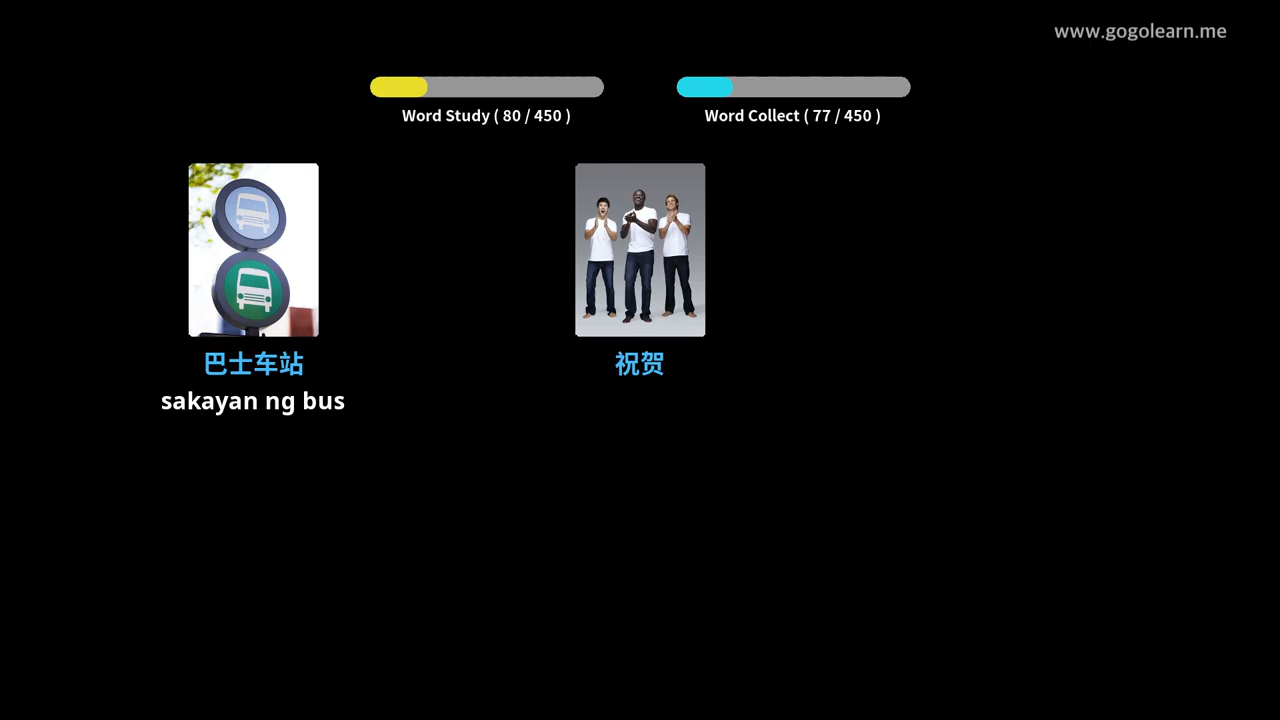 www.gogolearn.me
Word Study ( 80 / 450 )
Word Collect ( 77 / 450 )
巴士车站
sakayan ng bus
祝贺